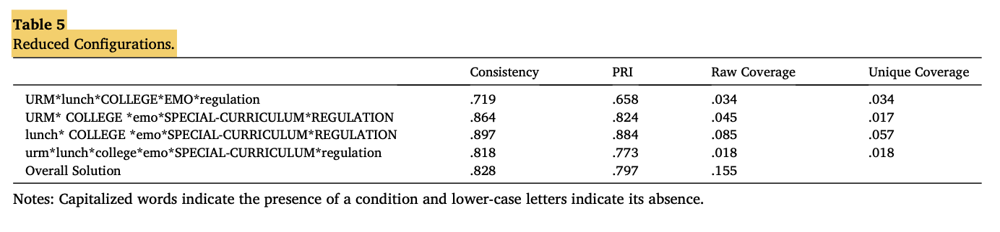 Table 5
Reduced Configurations.
Consistency PRI Raw Coverage Unique Coverage
URM*lunch*COLLEGE*EMO*regulation .719 .658 .034 .034
URM* COLLEGE *emo*SPECIAL-CURRICULUM*REGULATION .864 .824 .045 .017
lunch* COLLEGE *emo*SPECIAL-CURRICULUM*REGULATION .897 .884 .085 .057
urm*lunch*college*emo*SPECIAL-CURRICULUM*regulation .818 .773 .018 .018
Overall Solution .828 .797 .155
Notes: Capitalized words indicate the presence of a condition and lower-case letters indicate its absence.